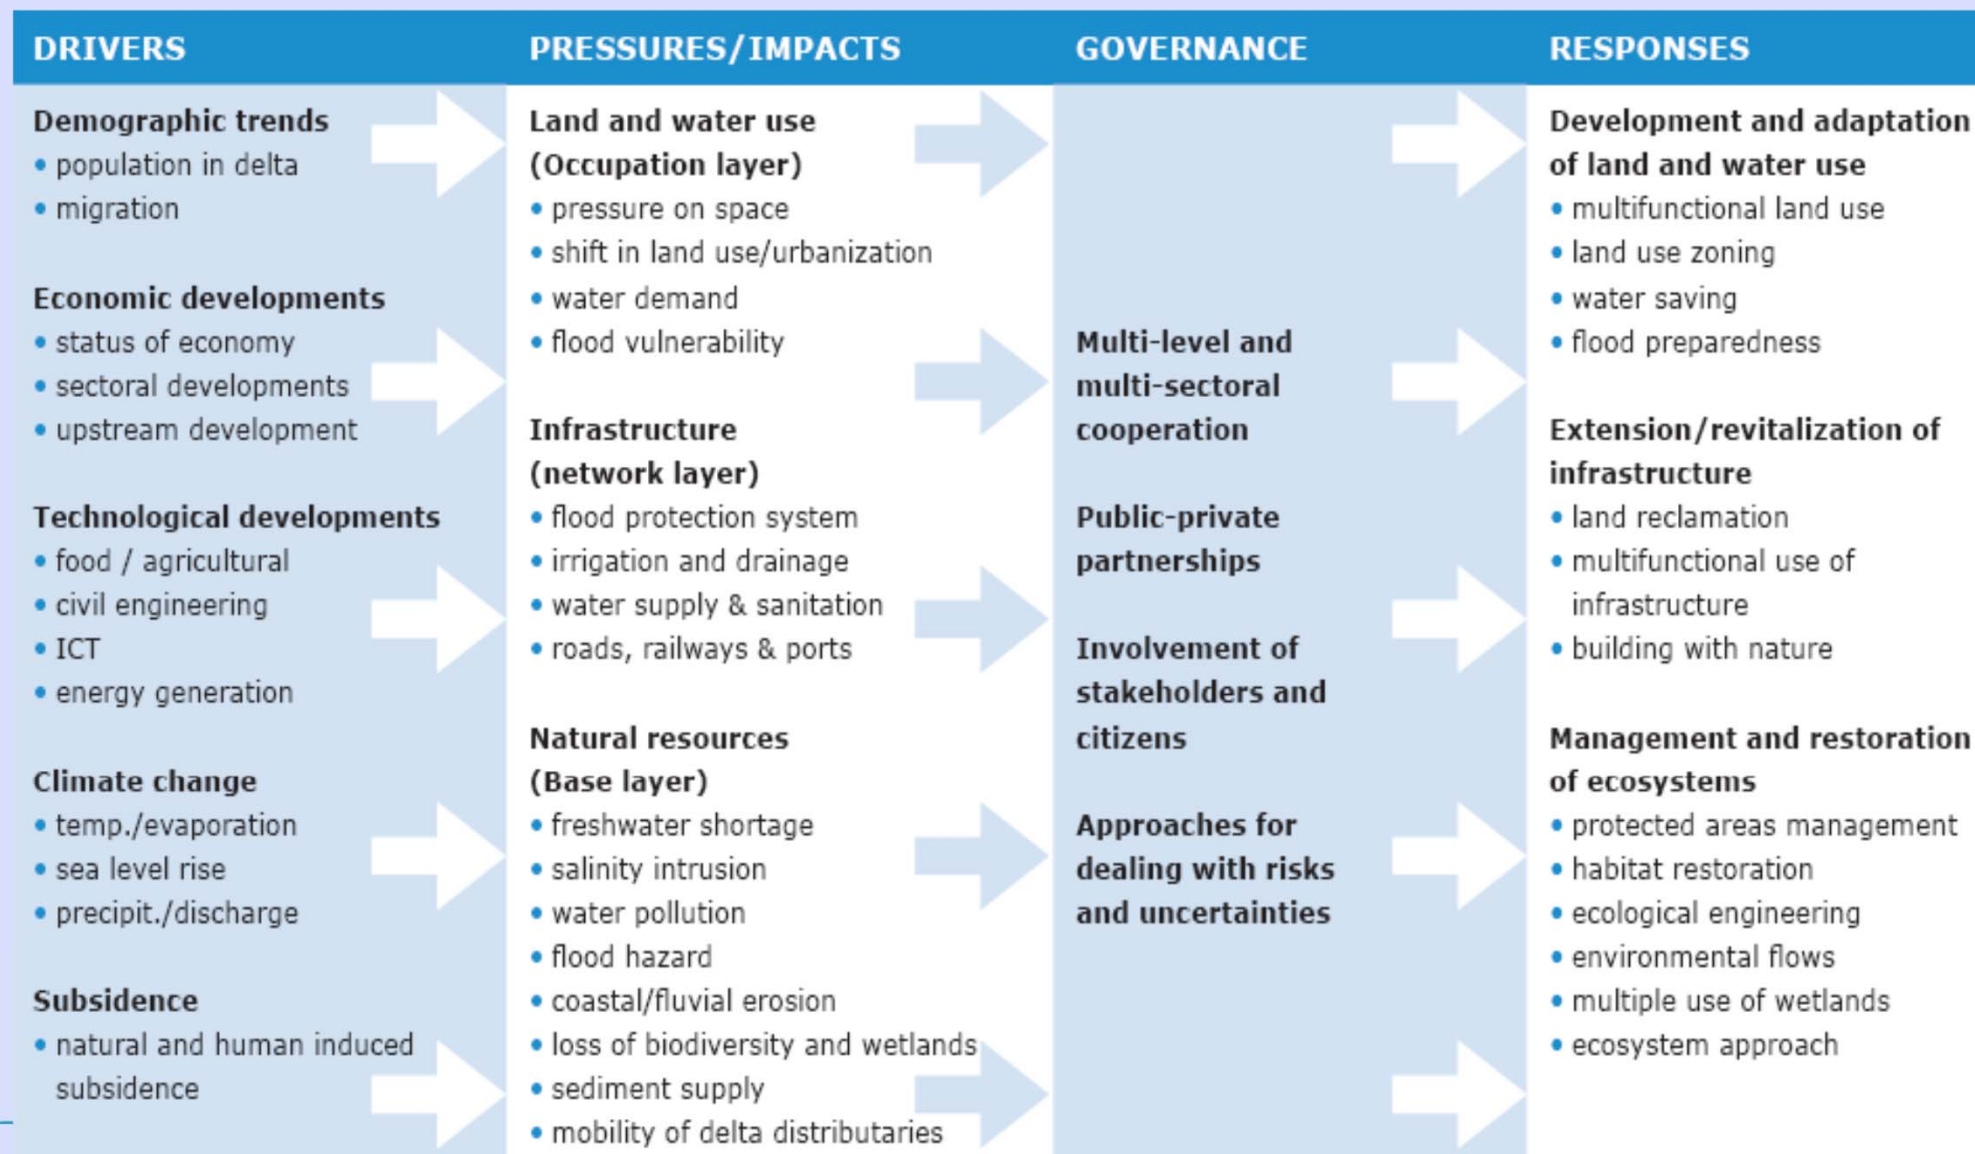 DRIVERS
Demographic trends
• population in delta
• migration
Economic developments
• status of economy
• sectoral developments
• upstream development
Technological developments
• food / agricultural
• civil engineering
• ICT
• energy generation
Climate change
• temp./evaporation
• sea level rise
• precipit./discharge
Subsidence
• natural and human induced
subsidence
PRESSURES/IMPACTS
Land and water use
(Occupation layer)
• pressure on space
• shift in land use/urbanization
• water demand
• flood vulnerability
Infrastructure
(network layer)
• flood protection system
• irrigation and drainage
• water supply & sanitation
• roads, railways & ports
Natural resources
(Base layer)
• freshwater shortage
• salinity intrusion
• water pollution
• flood hazard
• coastal/fluvial erosion
• loss of biodiversity and wetlands
• sediment supply
• mobility of delta distributaries
GOVERNANCE
Multi-level and
multi-sectoral
cooperation
Public-private
partnerships
Involvement of
stakeholders and
citizens
Approaches for
dealing with risks
and uncertainties
RESPONSES
Development and adaptation
of land and water use
• multifunctional land use
• land use zoning
• water saving
• flood preparedness
Extension/revitalization of
infrastructure
• land reclamation
• multifunctional use of
infrastructure
• building with nature
Management and restoration
of ecosystems
• protected areas management
• habitat restoration
• ecological engineering
• environmental flows
• multiple use of wetlands
• ecosystem approach